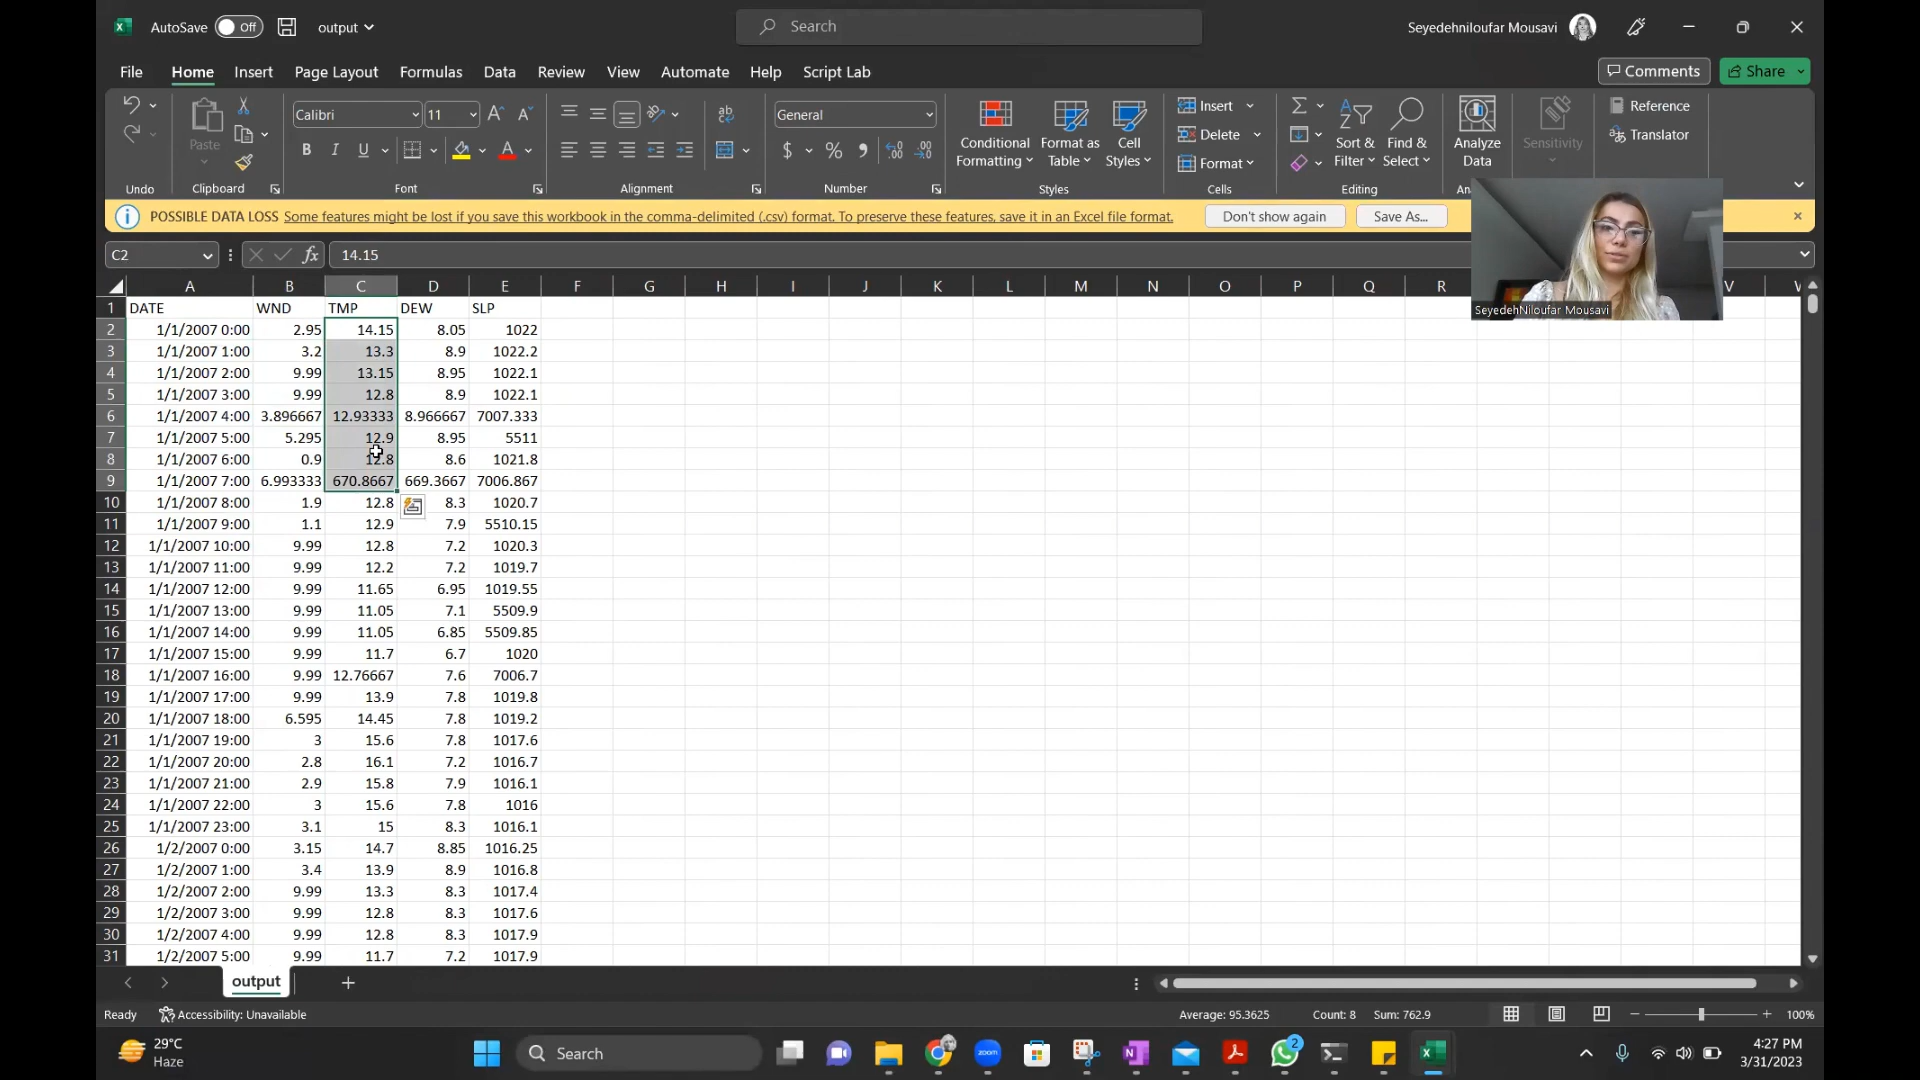 AutoSave Off output Search Seyedehniloufar Mousavi
File Home Insert Page Layout Formulas Data Review View Automate Help Script Lab Comments Share
Paste
Calibri 11
B I U
General
$ %
Conditional Formatting
Format as Table
Cell Styles
Insert
Delete
Format
Sort & Filter
Find & Select
Analyze Data
Sensitivity
Reference
Translator
Undo Clipboard Font Alignment Number Styles Cells Editing
POSSIBLE DATA LOSS Some features might be lost if you save this workbook in the comma-delimited (.csv) format. To preserve these features, save it in an Excel file format. Don't show again Save As...
C2 fx 14.15
SeyedehNiloufar Mousavi
A B C D E F G H I J K L M N O P Q R V
1 DATE WND TMP DEW SLP
2 1/1/2007 0:00 2.95 14.15 8.05 1022
3 1/1/2007 1:00 3.2 13.3 8.9 1022.2
4 1/1/2007 2:00 9.99 13.15 8.95 1022.1
5 1/1/2007 3:00 9.99 12.8 8.9 1022.1
6 1/1/2007 4:00 3.896667 12.93333 8.966667 7007.333
7 1/1/2007 5:00 5.295 12.9 8.95 5511
8 1/1/2007 6:00 0.9 12.8 8.6 1021.8
9 1/1/2007 7:00 6.993333 670.8667 669.3667 7006.867
10 1/1/2007 8:00 1.9 12.8 8.3 1020.7
11 1/1/2007 9:00 1.1 12.9 7.9 5510.15
12 1/1/2007 10:00 9.99 12.8 7.2 1020.3
13 1/1/2007 11:00 9.99 12.2 7.2 1019.7
14 1/1/2007 12:00 9.99 11.65 6.95 1019.55
15 1/1/2007 13:00 9.99 11.05 7.1 5509.9
16 1/1/2007 14:00 9.99 11.05 6.85 5509.85
17 1/1/2007 15:00 9.99 11.7 6.7 1020
18 1/1/2007 16:00 9.99 12.76667 7.6 7006.7
19 1/1/2007 17:00 9.99 13.9 7.8 1019.8
20 1/1/2007 18:00 6.595 14.45 7.8 1019.2
21 1/1/2007 19:00 3 15.6 7.8 1017.6
22 1/1/2007 20:00 2.8 16.1 7.2 1016.7
23 1/1/2007 21:00 2.9 15.8 7.9 1016.1
24 1/1/2007 22:00 3 15.6 7.8 1016
25 1/1/2007 23:00 3.1 15 8.3 1016.1
26 1/2/2007 0:00 3.15 14.7 8.85 1016.25
27 1/2/2007 1:00 3.4 13.9 8.9 1016.8
28 1/2/2007 2:00 9.99 13.3 8.3 1017.4
29 1/2/2007 3:00 9.99 12.8 8.3 1017.6
30 1/2/2007 4:00 9.99 12.8 8.3 1017.9
31 1/2/2007 5:00 9.99 11.7 7.2 1017.9
output
Ready Accessibility: Unavailable Average: 95.3625 Count: 8 Sum: 762.9 100%
29°C
Haze
Search
zoom
2
4:27 PM
3/31/2023